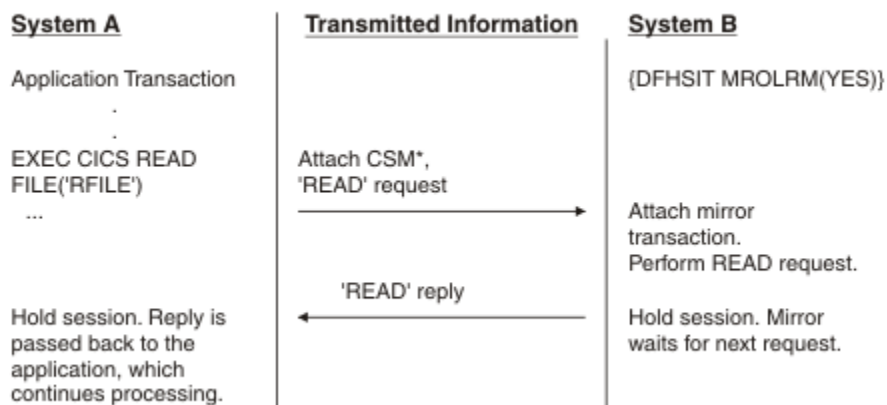 System A
Transmitted Information
System B
Application Transaction
{DFHSIT MROLRM(YES)}
.
.
EXEC CICS READ
FILE('RFILE')
...
Attach CSM*,
'READ' request
Attach mirror
transaction.
Perform READ request.
'READ' reply
Hold session. Reply is
passed back to the
application, which
continues processing.
Hold session. Mirror
waits for next request.